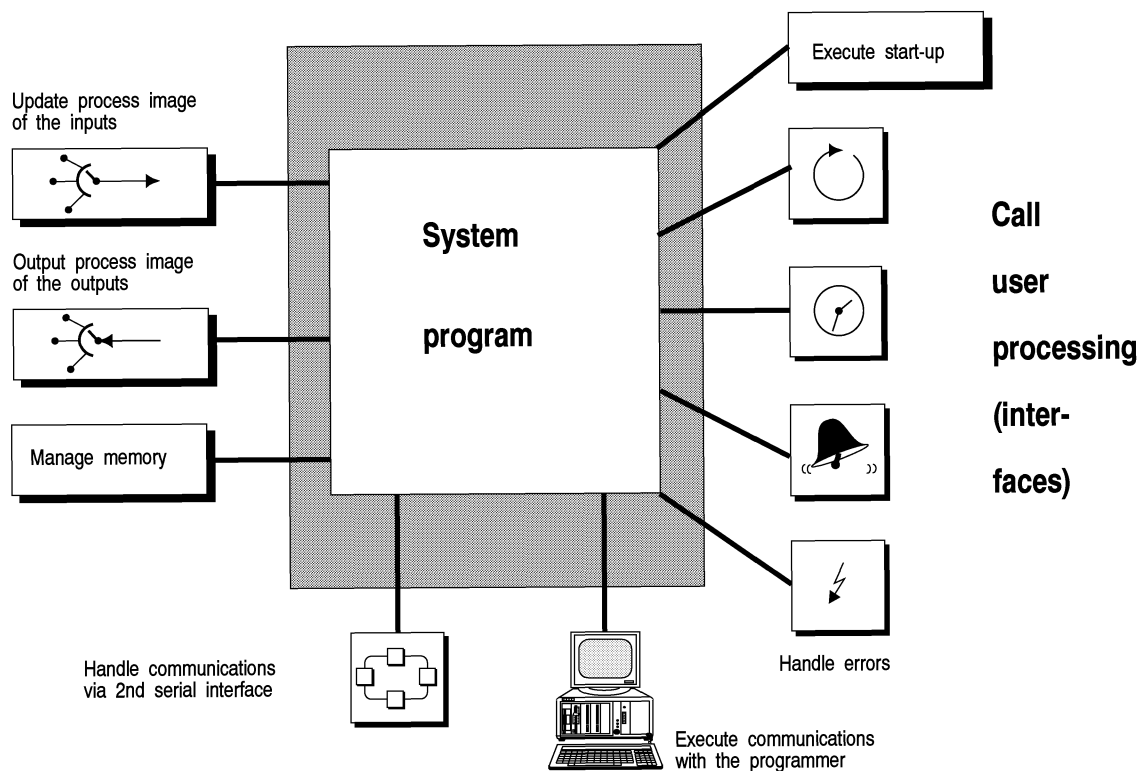 Execute start-up
Update process image
of the inputs
System
program
Output process image
of the outputs
Manage memory
Call
user
processing
(inter-
faces)
Handle errors
Handle communications
via 2nd serial interface
Execute communications
with the programmer